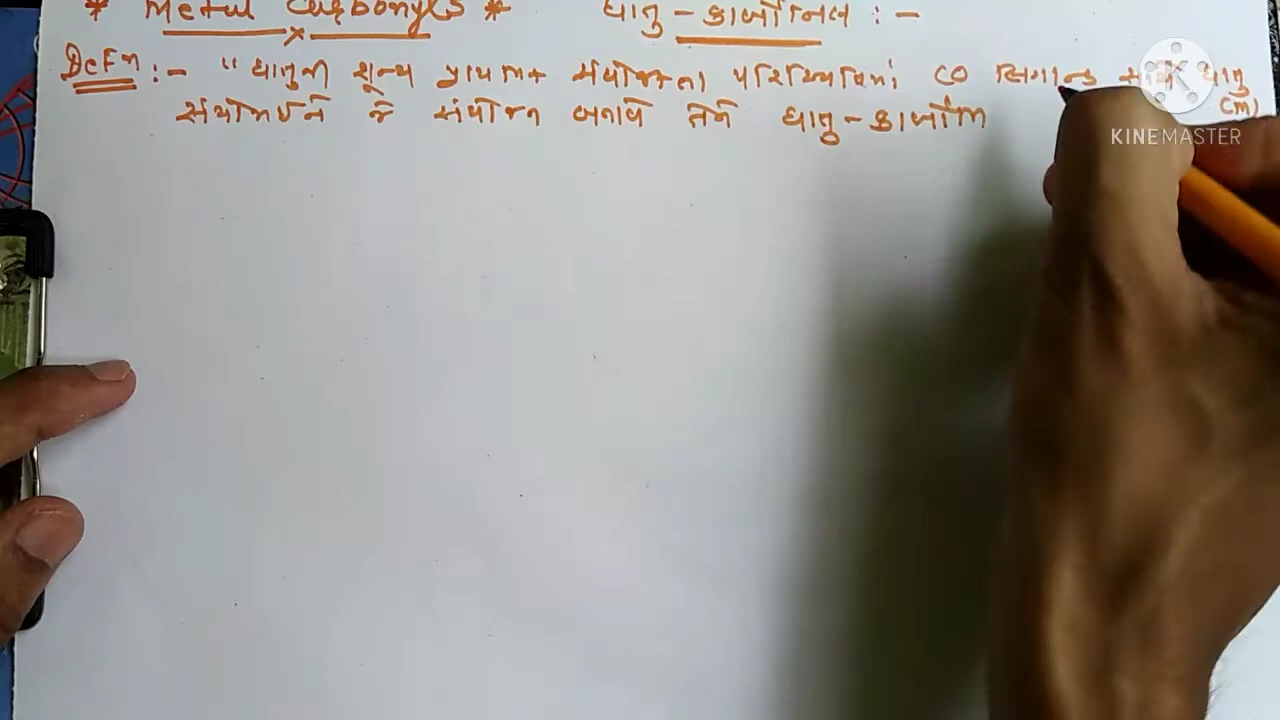 * Metal Carbonyls * ધાતુ - કાર્બોનિલ : -
Defn : - " ધાતુની શૂન્ય પ્રાથમિક સંયોજકતા પરિસ્થિતિમાં CO લિગાન્ડ સાથે ધાતુ
(m)
સંયોજાઈને જે સંયોજન બનાવે તેને ધાતુ - કાર્બોનિ
KINEMASTER